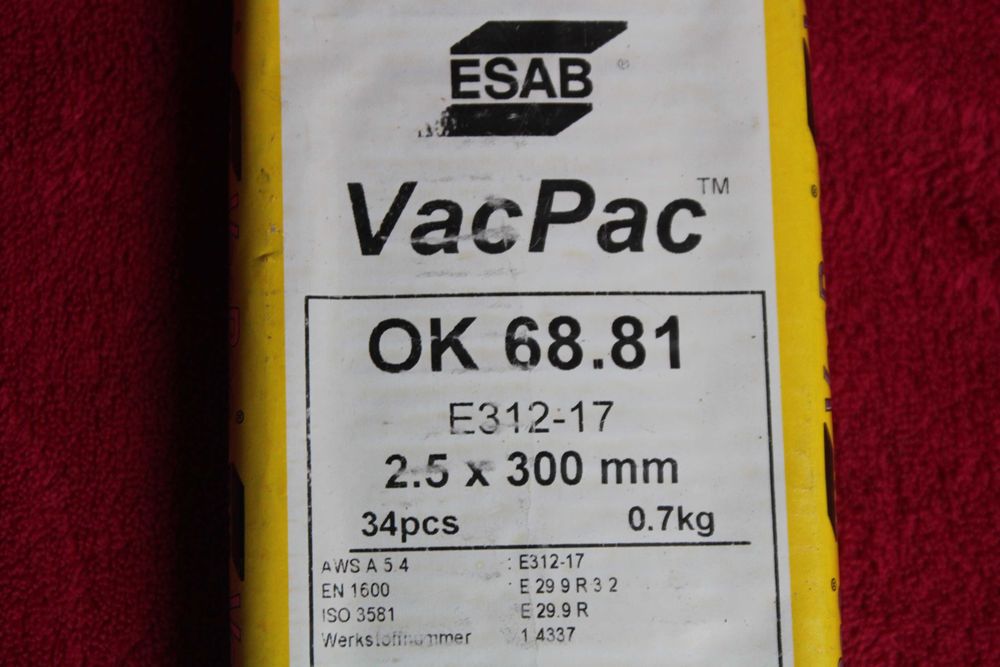 ESAB ®
VacPac™
OK 68.81
E312-17
2.5 x 300 mm
34pcs 0.7kg
AWS A 5.4 : E312-17
EN 1600 : E 29 9 R 3 2
ISO 3581 : E 29.9 R
Werkstoffnummer 1.4337